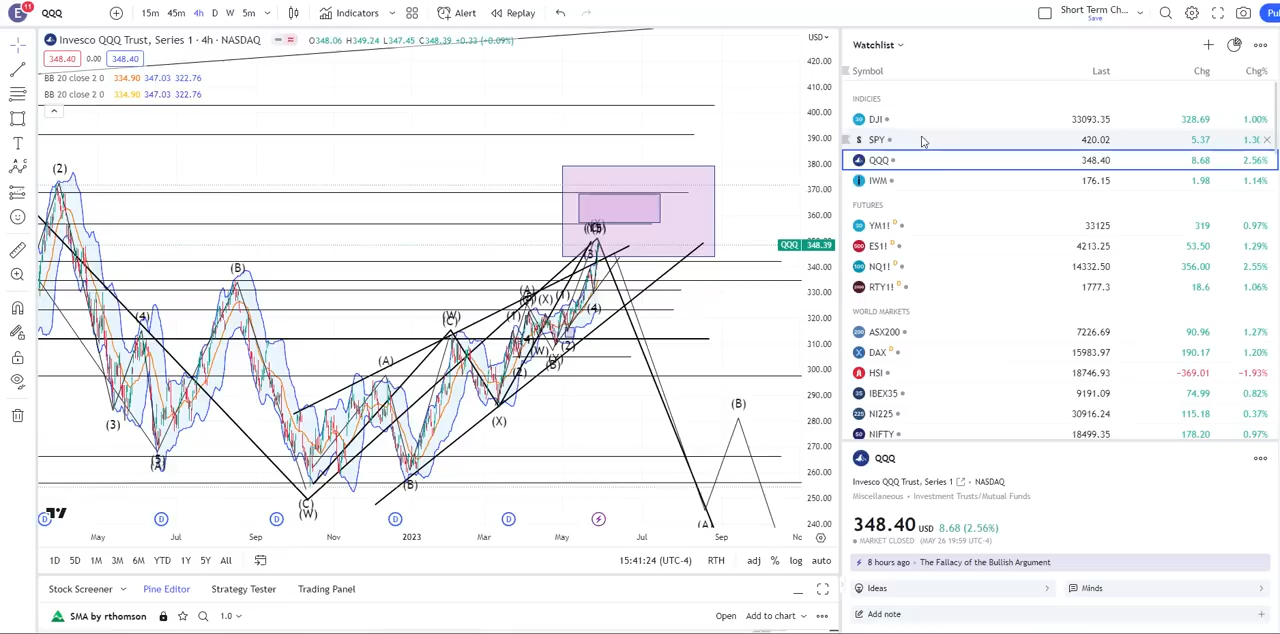 E 11 QQQ 15m 45m 4h D W 5m Indicators Alert Replay Short Term Ch... Save Pu
Invesco QQQ Trust, Series 1 · 4h · NASDAQ O348.06 H349.24 L347.45 C348.39 +0.33 (+0.09%) USD
348.40 0.00 348.40
BB 20 close 2 0 334.90 347.03 322.76
BB 20 close 2 0 334.90 347.03 322.76
420.00
410.00
400.00
390.00
380.00
370.00
360.00
QQQ 348.39
340.00
330.00
320.00
310.00
300.00
290.00
280.00
270.00
260.00
250.00
240.00
(2)
(B)
(4)
(3)
(A)
(W)
(C)
(X)
(B)
(C)
(W)
(A)
(X)
(1)
(1)
(4)
(2)
(W)
(B)
(B)
(A
D D D D D
May Jul Sep Nov 2023 Mar May Jul Sep No
1D 5D 1M 3M 6M YTD 1Y 5Y All 15:41:24 (UTC-4) RTH adj % log auto
Stock Screener Pine Editor Strategy Tester Trading Panel
SMA by rthomson 1.0 Open Add to chart
Watchlist
Symbol Last Chg Chg%
INDICIES
DJI 33093.35 328.69 1.00%
SPY 420.02 5.37 1.3(
QQQ 348.40 8.68 2.56%
IWM 176.15 1.98 1.14%
FUTURES
YM1! D 33125 319 0.97%
ES1! D 4213.25 53.50 1.29%
NQ1! D 14332.50 356.00 2.55%
RTY1! D 1777.3 18.6 1.06%
WORLD MARKETS
ASX200 7226.69 90.96 1.27%
DAX D 15983.97 190.17 1.20%
HSI 18746.93 −369.01 −1.93%
IBEX35 9191.09 74.99 0.82%
NI225 30916.24 115.18 0.37%
NIFTY 18499.35 178.20 0.97%
QQQ
Invesco QQQ Trust, Series 1 • NASDAQ
Miscellaneous • Investment Trusts/Mutual Funds
348.40 USD 8.68 (2.56%)
MARKET CLOSED (MAY 26 19:59 UTC-4)
8 hours ago • The Fallacy of the Bullish Argument
Ideas Minds
Add note